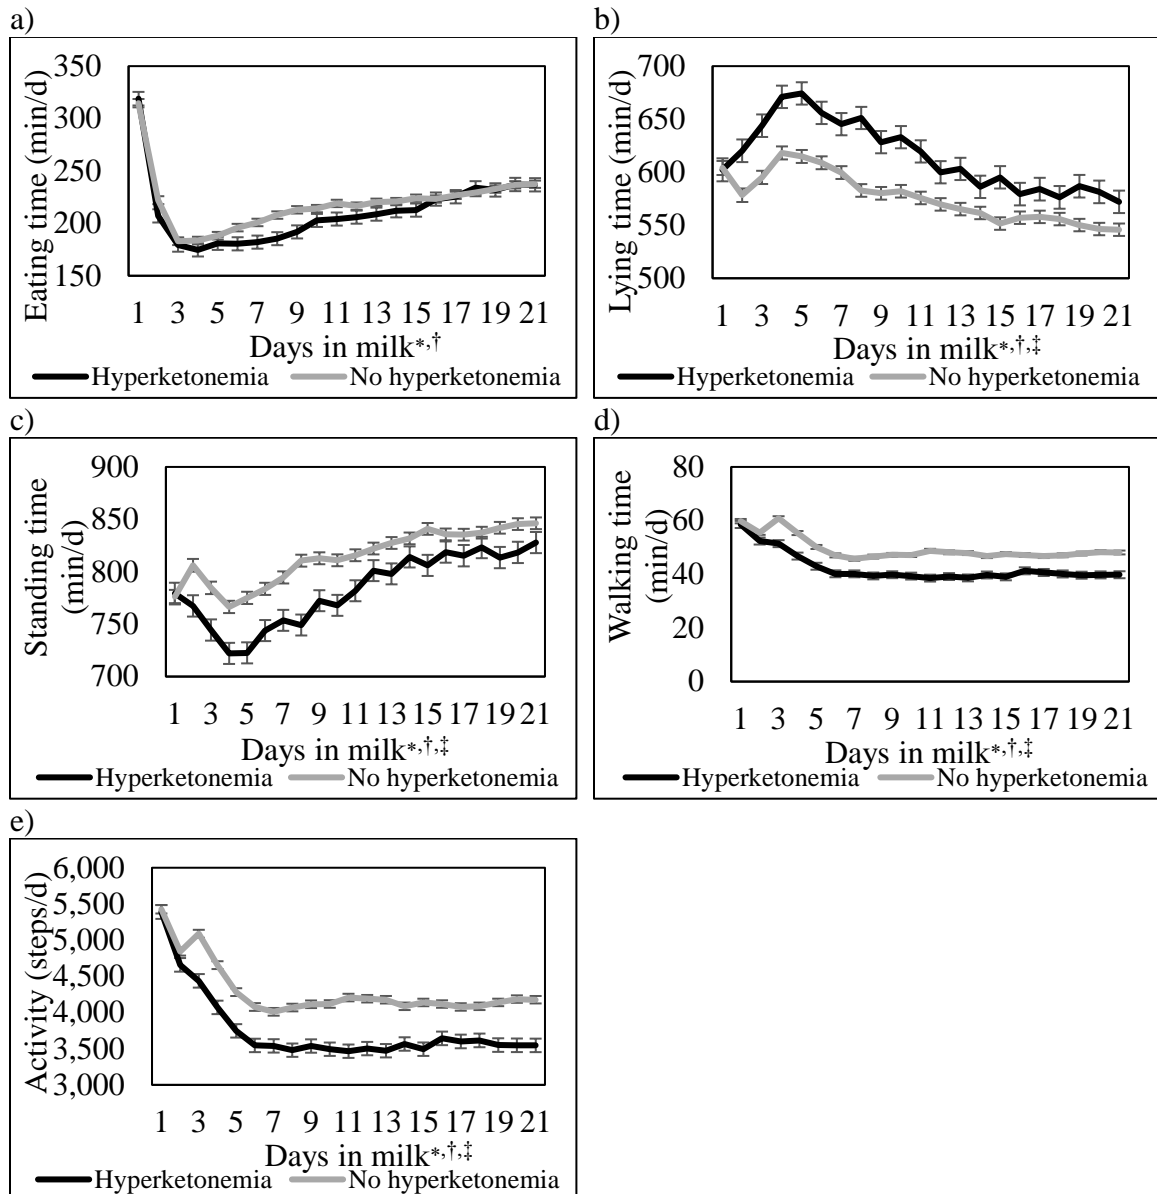 a)
Eating time (min/d)
350
300
250
200
150
1 3 5 7 9 11 13 15 17 19 21
Days in milk*,†
Hyperketonemia No hyperketonemia
b)
Lying time (min/d)
700
650
600
550
500
1 3 5 7 9 11 13 15 17 19 21
Days in milk*,†,‡
Hyperketonemia No hyperketonemia
c)
Standing time
(min/d)
900
850
800
750
700
1 3 5 7 9 11 13 15 17 19 21
Days in milk*,†,‡
Hyperketonemia No hyperketonemia
d)
Walking time
(min/d)
80
60
40
20
0
1 3 5 7 9 11 13 15 17 19 21
Days in milk*,†,‡
Hyperketonemia No hyperketonemia
e)
Activity (steps/d)
6,000
5,500
5,000
4,500
4,000
3,500
3,000
1 3 5 7 9 11 13 15 17 19 21
Days in milk*,†,‡
Hyperketonemia No hyperketonemia